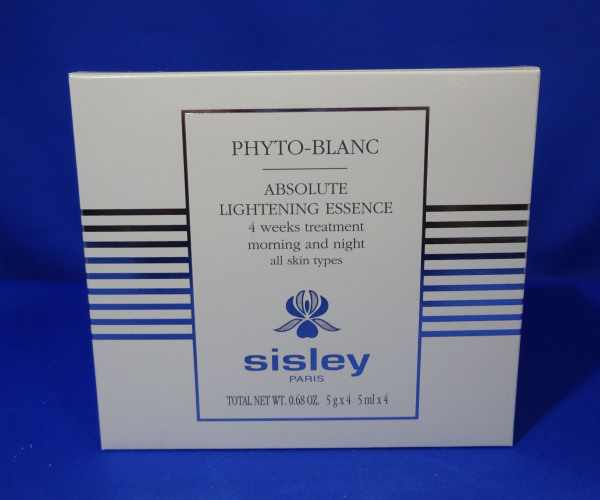 PHYTO-BLANC
ABSOLUTE
LIGHTENING ESSENCE
4 weeks treatment
morning and night
all skin types
sisley
PARIS
TOTAL NET WT. 0.68 OZ. 5 g x 4 5 ml x 4